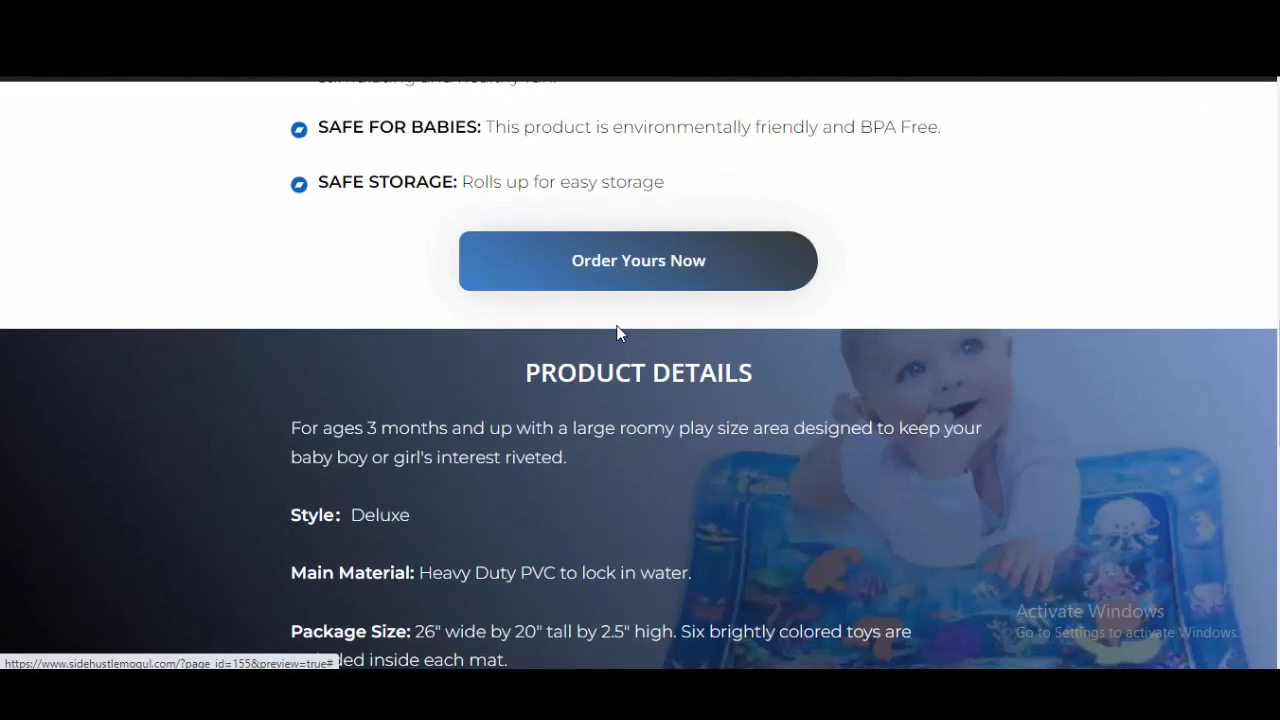 SAFE FOR BABIES: This product is environmentally friendly and BPA Free.
SAFE STORAGE: Rolls up for easy storage
Order Yours Now
PRODUCT DETAILS
For ages 3 months and up with a large roomy play size area designed to keep your
baby boy or girl's interest riveted.
Style: Deluxe
Main Material: Heavy Duty PVC to lock in water.
Package Size: 26" wide by 20" tall by 2.5" high. Six brightly colored toys are
inside each mat.
Activate Windows
Go to Settings to activate Windows.
https://www.sidehustlemogul.com/?page_id=155&preview=true#